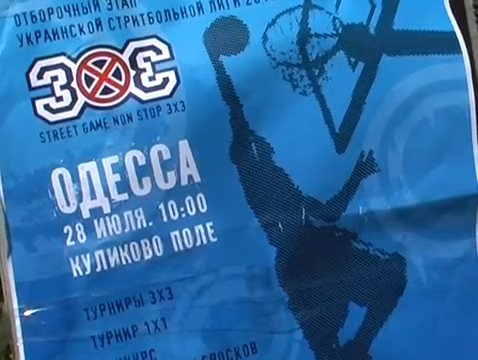 ОТБОРОЧНЫЙ ЭТАП
УКРАИНСКОЙ СТРИТБОЛЬНОЙ ЛИГИ
3X3
STREET GAME NON STOP 3X3
ОДЕССА
28 ИЮЛЯ. 10:00
КУЛИКОВО ПОЛЕ
ТУРНИРЫ 3X3
ТУРНИР 1X1